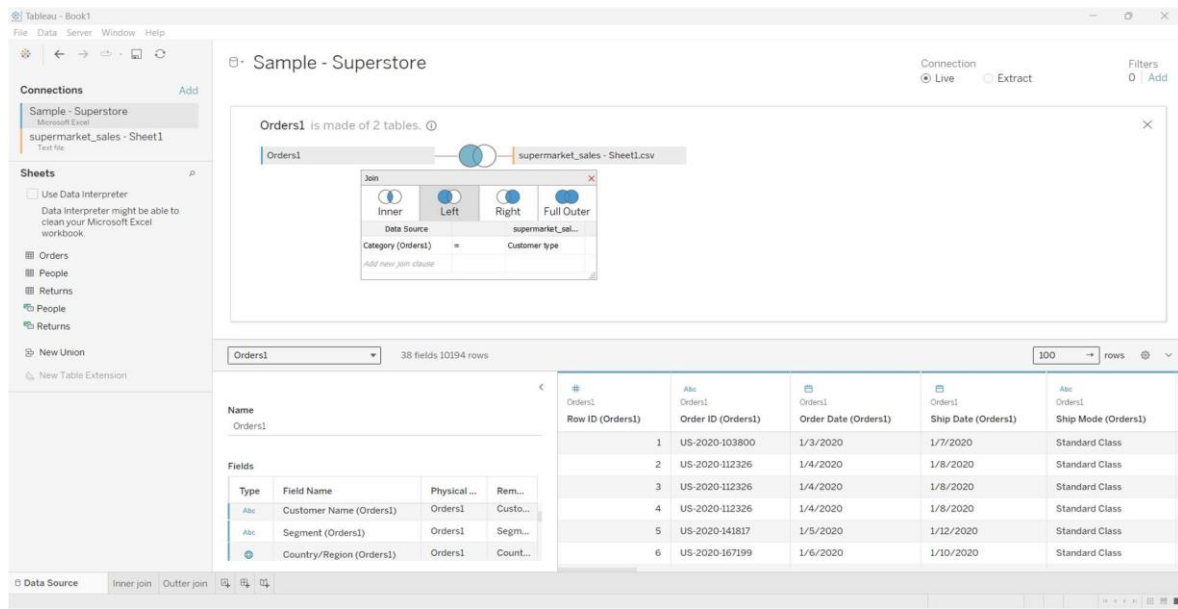 Tableau - Book1
File Data Server Window Help
Connections Add
Sample - Superstore
Microsoft Excel
supermarket_sales - Sheet1
Text file
Sheets
Use Data Interpreter
Data Interpreter might be able to
clean your Microsoft Excel
workbook.
Orders
People
Returns
People
Returns
New Union
New Table Extension
Sample - Superstore
Connection
Live Extract
Filters
0 Add
Orders1 is made of 2 tables.
Orders1 supermarket_sales - Sheet1.csv
Join
Inner Left Right Full Outer
Data Source supermarket_sal...
Category (Orders1) = Customer type
Add new join clause
Orders1 38 fields 10194 rows 100 → rows
Name
Orders1
Fields
Type Field Name Physical ... Rem...
Abc Customer Name (Orders1) Orders1 Custo...
Abc Segment (Orders1) Orders1 Segm...
Country/Region (Orders1) Orders1 Count...
# Abc Abc
Orders1 Orders1 Orders1 Orders1 Orders1
Row ID (Orders1) Order ID (Orders1) Order Date (Orders1) Ship Date (Orders1) Ship Mode (Orders1)
1 US-2020-103800 1/3/2020 1/7/2020 Standard Class
2 US-2020-112326 1/4/2020 1/8/2020 Standard Class
3 US-2020-112326 1/4/2020 1/8/2020 Standard Class
4 US-2020-112326 1/4/2020 1/8/2020 Standard Class
5 US-2020-141817 1/5/2020 1/12/2020 Standard Class
6 US-2020-167199 1/6/2020 1/10/2020 Standard Class
Data Source Inner join Outter join